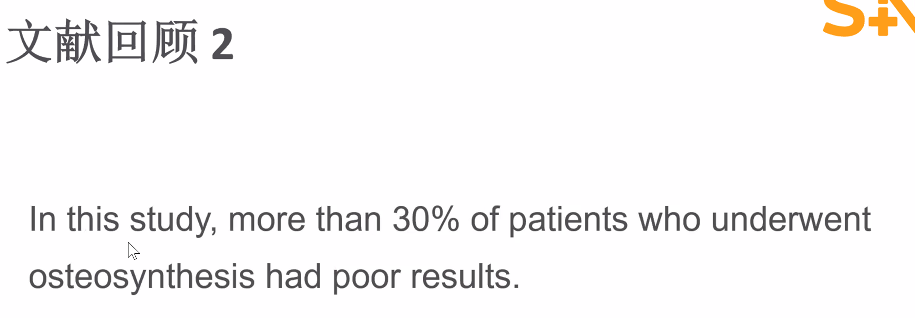 文献回顾 2
In this study, more than 30% of patients who underwent
osteosynthesis had poor results.